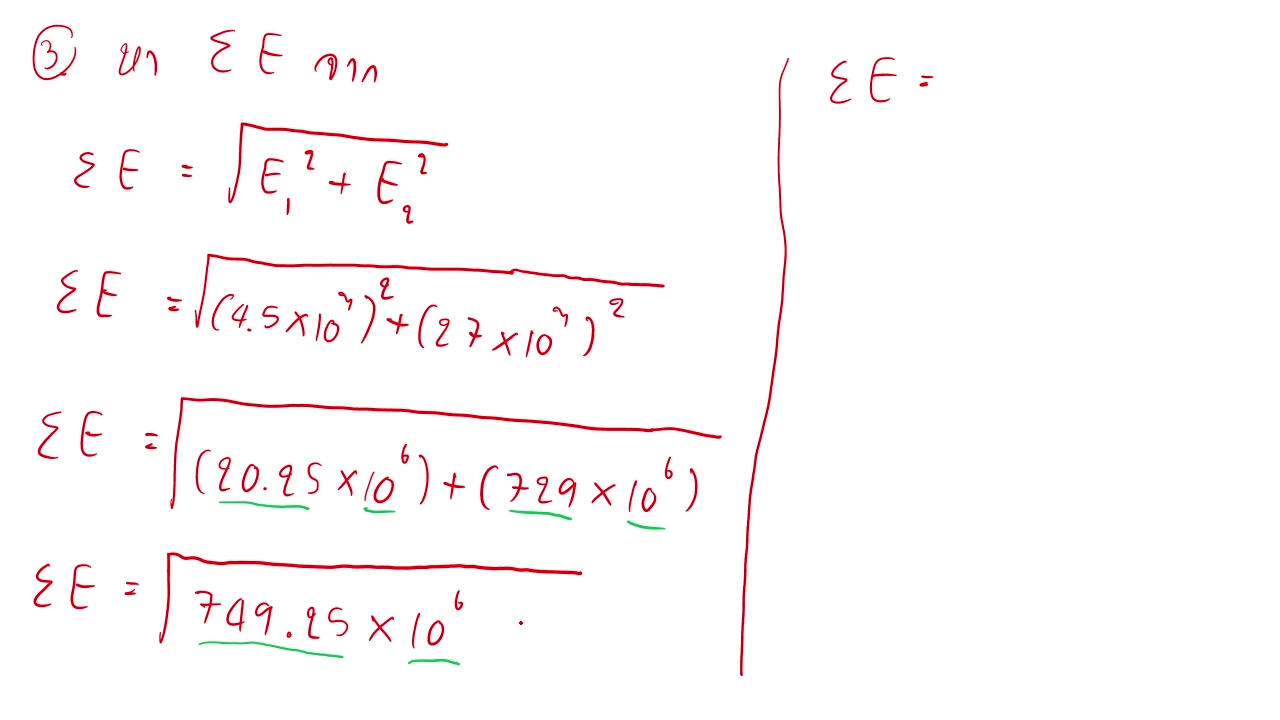 ③ หา ΣE จาก
ΣE = √(E₁² + E₂²)
ΣE = √((4.5×10³)² + (27×10³)²)
ΣE = √((20.25×10⁶) + (729×10⁶))
ΣE = √(749.25×10⁶)
ΣE =